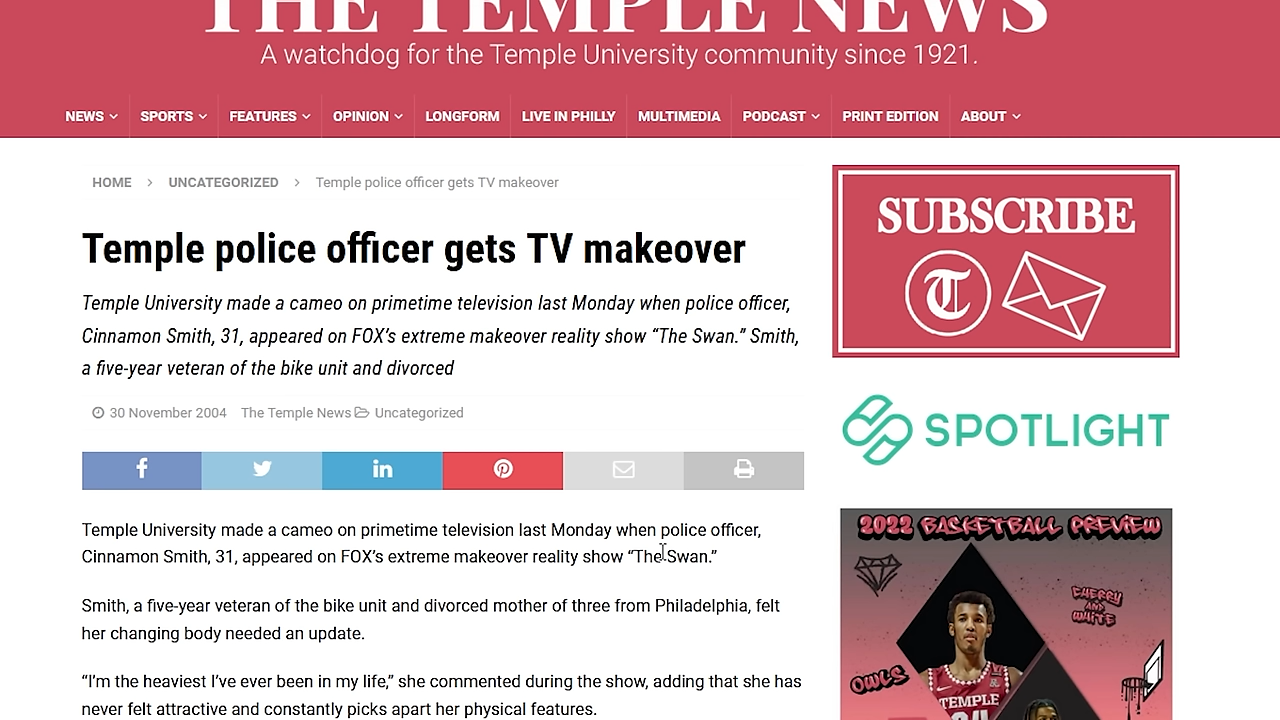 THE TEMPLE NEWS
A watchdog for the Temple University community since 1921.
NEWS SPORTS FEATURES OPINION LONGFORM LIVE IN PHILLY MULTIMEDIA PODCAST PRINT EDITION ABOUT
HOME > UNCATEGORIZED > Temple police officer gets TV makeover
Temple police officer gets TV makeover
Temple University made a cameo on primetime television last Monday when police officer,
Cinnamon Smith, 31, appeared on FOX’s extreme makeover reality show “The Swan.” Smith,
a five-year veteran of the bike unit and divorced
30 November 2004 The Temple News Uncategorized
Temple University made a cameo on primetime television last Monday when police officer,
Cinnamon Smith, 31, appeared on FOX’s extreme makeover reality show “The Swan.”
Smith, a five-year veteran of the bike unit and divorced mother of three from Philadelphia, felt
her changing body needed an update.
“I’m the heaviest I’ve ever been in my life,” she commented during the show, adding that she has
never felt attractive and constantly picks apart her physical features.
SUBSCRIBE
T
SPOTLIGHT
2022 BASKETBALL PREVIEW
CHERRY
AND
WHITE
OWLS
TEMPLE